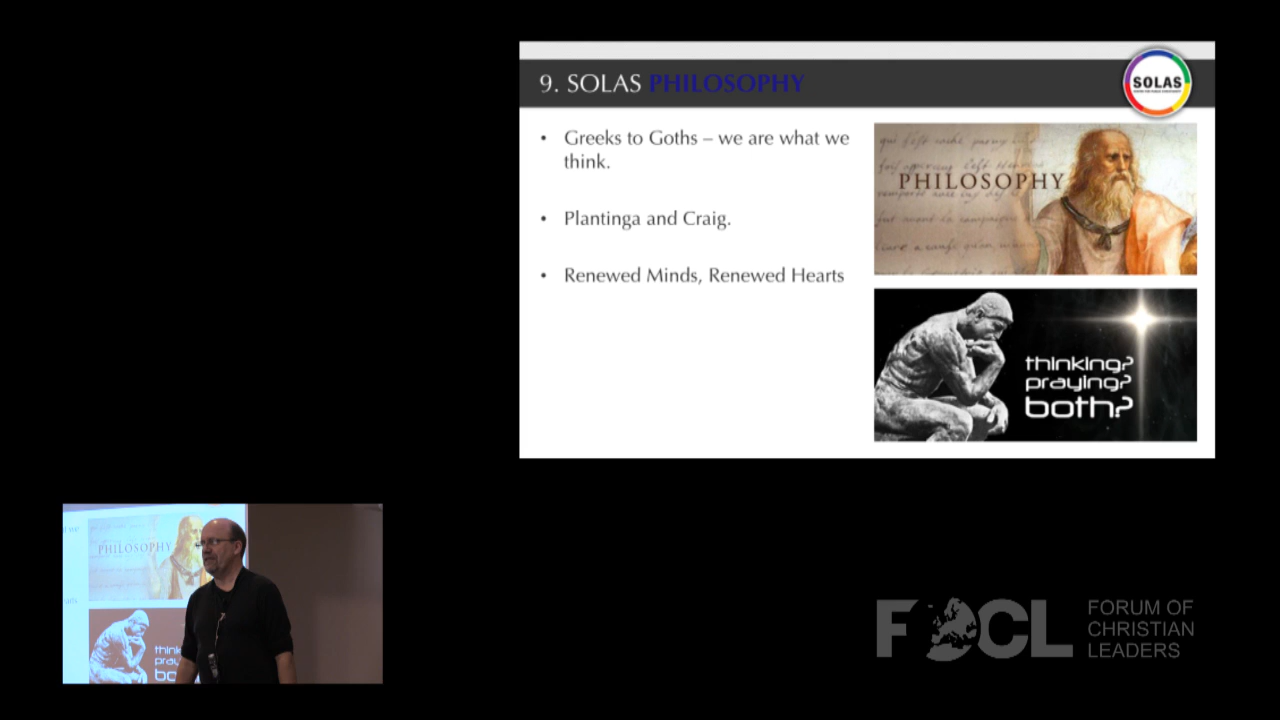 9. SOLAS PHILOSOPHY
SOLAS
• Greeks to Goths – we are what we
think.
• Plantinga and Craig.
• Renewed Minds, Renewed Hearts
PHILOSOPHY
thinking?
praying?
both?
PHILOSOPHY
FOCL
FORUM OF
CHRISTIAN
LEADERS